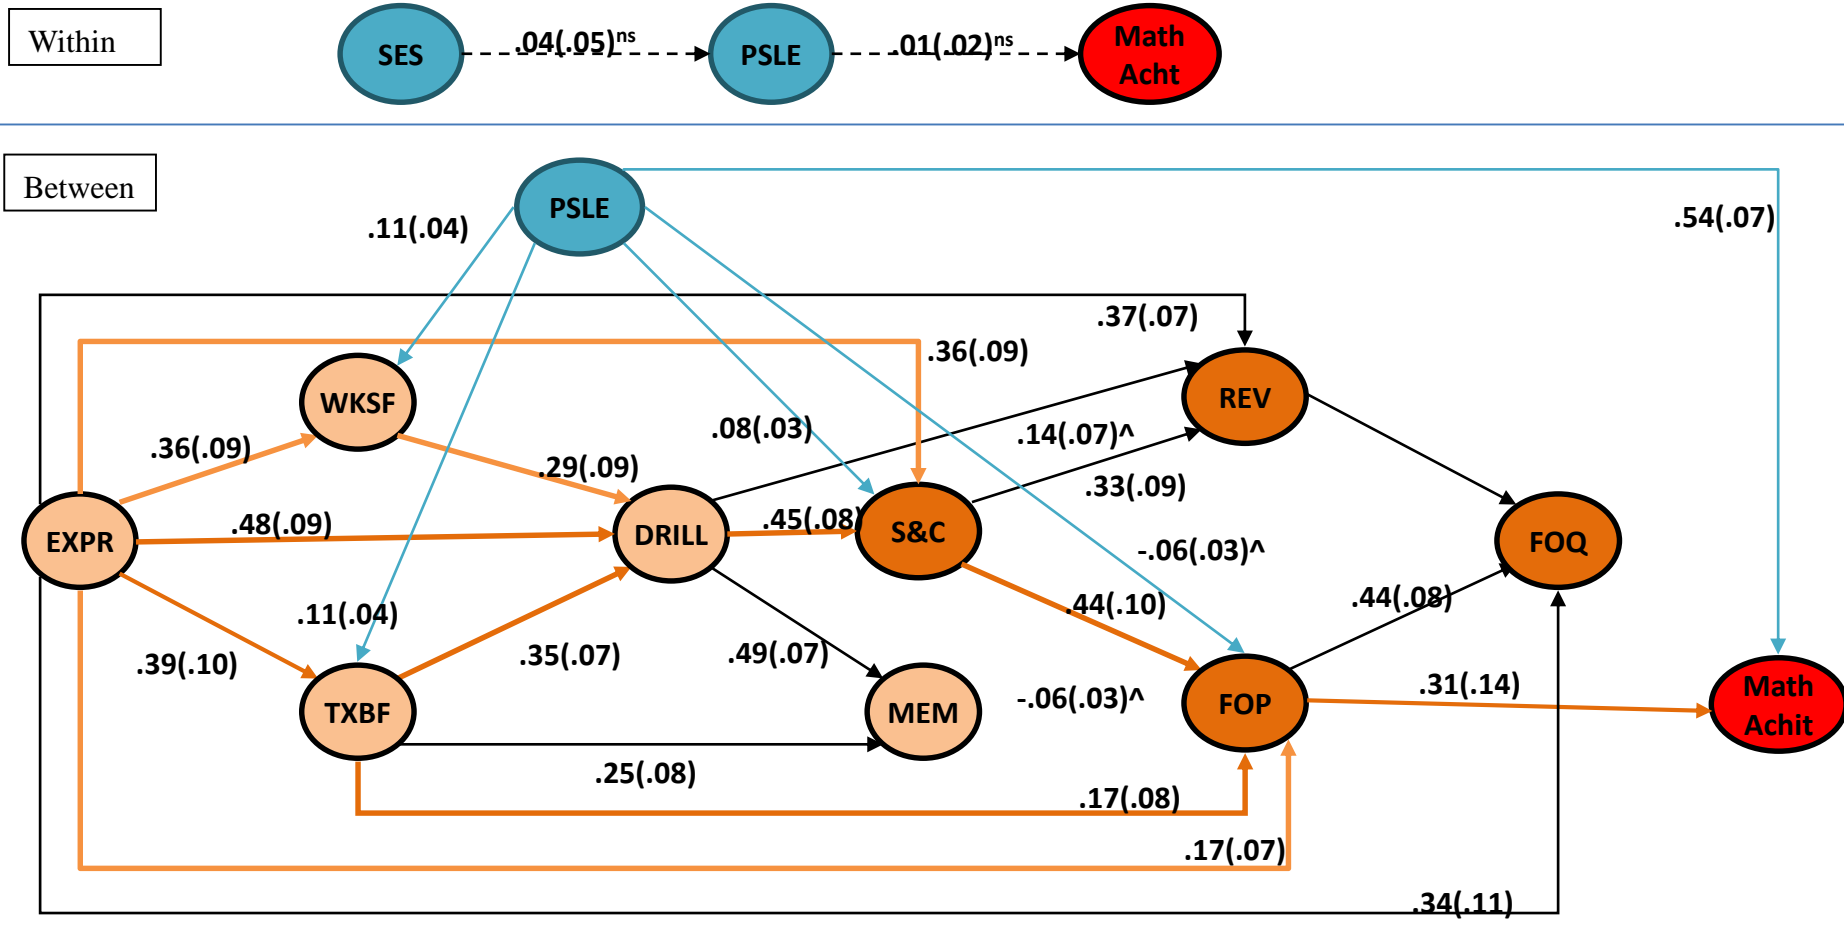 Within
SES
.04(.05)ns
PSLE
.01(.02)ns
Math
Acht
Between
PSLE
.11(.04)
.54(.07)
.37(.07)
.36(.09)
WKSF
REV
.36(.09)
.29(.09)
.08(.03)
.14(.07)^
.33(.09)
EXPR
.48(.09)
DRILL
.45(.08)
S&C
-.06(.03)^
FOQ
.11(.04)
.44(.10)
.44(.08)
.39(.10)
.35(.07)
.49(.07)
TXBF
MEM
-.06(.03)^
FOP
.31(.14)
Math
Achit
.25(.08)
.17(.08)
.17(.07)
.34(.11)